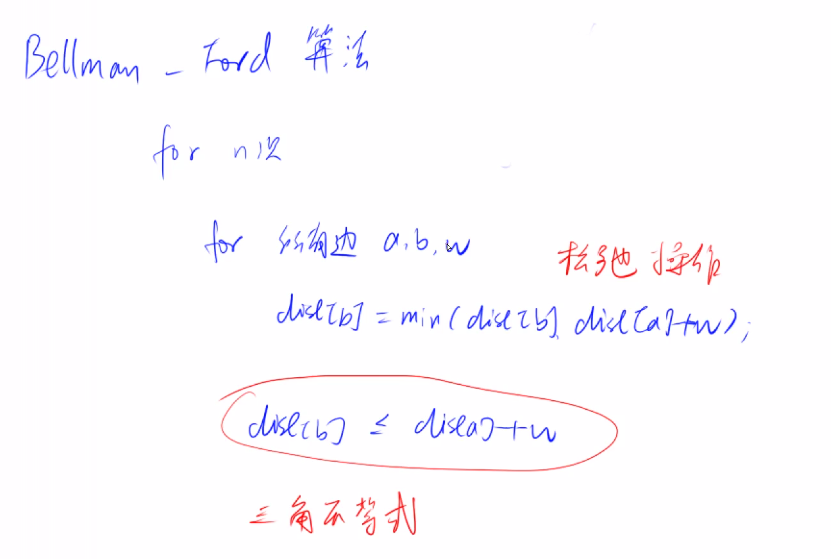 Bellman - Ford 算法
for n次
for 所有边 a,b,w
松弛操作
dist[b] = min(dist[b], dist[a]+w);
dist[b] ≤ dist[a]+w
三角不等式